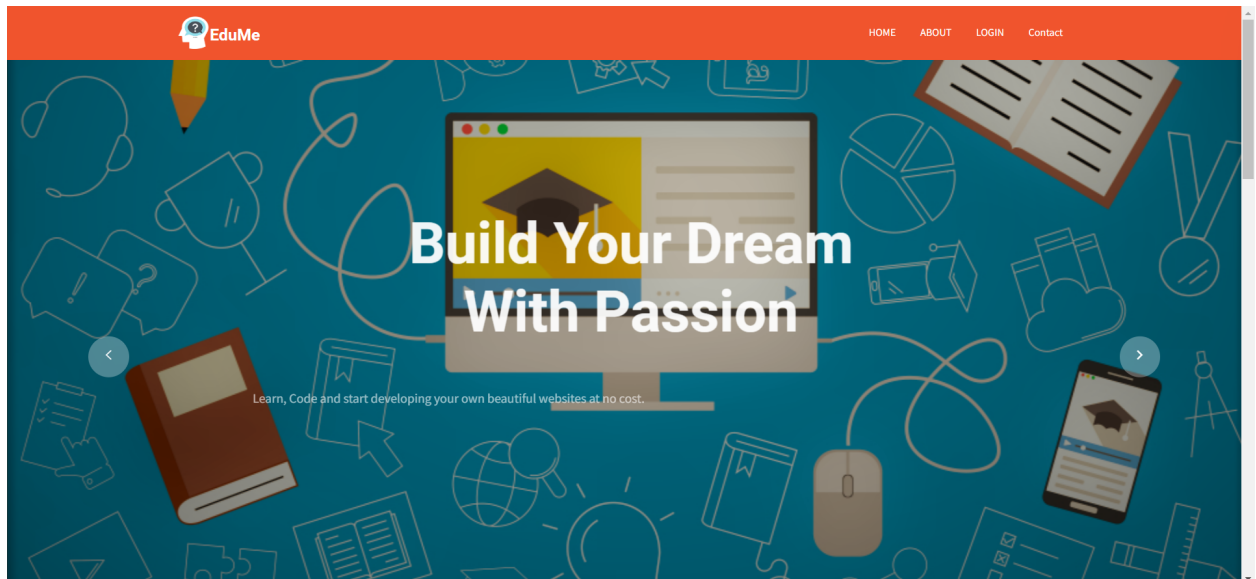 EduMe
HOME ABOUT LOGIN Contact
Build Your Dream
With Passion
Learn, Code and start developing your own beautiful websites at no cost.